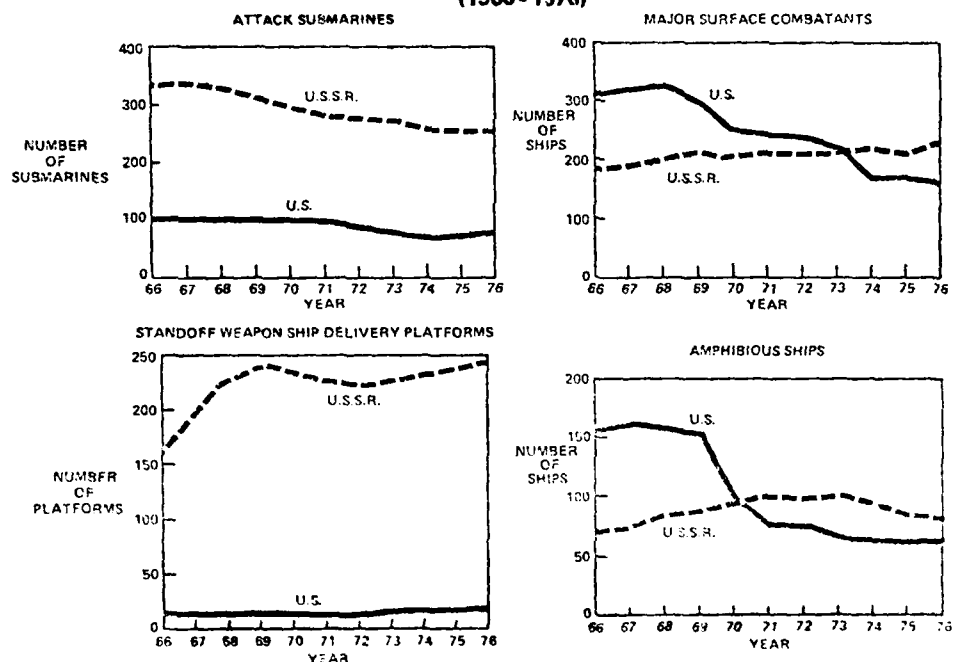 ATTACK SUBMARINES
400
300
200
100
0
NUMBER
OF
SUBMARINES
U.S.S.R.
U.S.
66 67 68 69 70 71 72 73 74 75 76
YEAR
MAJOR SURFACE COMBATANTS
400
300
200
100
0
NUMBER
OF
SHIPS
U.S.
U.S.S.R.
66 67 68 69 70 71 72 73 74 75 76
YEAR
STANDOFF WEAPON SHIP DELIVERY PLATFORMS
250
200
150
100
50
0
NUMBER
OF
PLATFORMS
U.S.S.R.
U.S.
66 67 68 69 70 71 72 73 74 75 76
YEAR
AMPHIBIOUS SHIPS
200
150
100
50
0
NUMBER
OF
SHIPS
U.S.
U.S.S.R.
66 67 68 69 70 71 72 73 74 75 76
YEAR